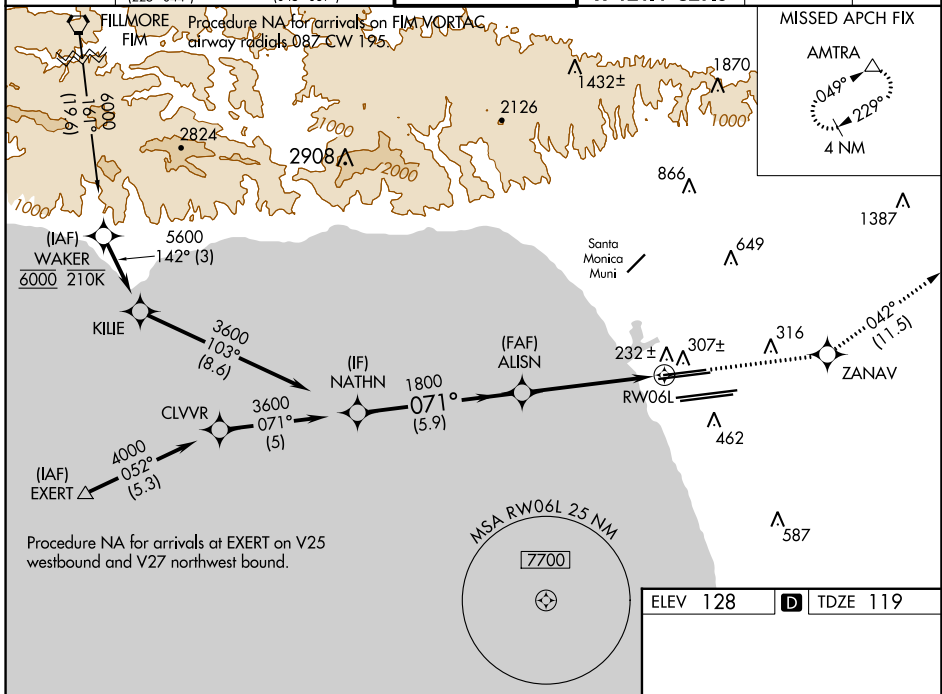 FILLMORE
FIM
Procedure NA for arrivals on FIM VORTAC
airway radials 087 CW 195.
MISSED APCH FIX
AMTRA
049°
229°
4 NM
6000
161°
(19.6)
1432±
1870
2126
1000
1000
2824
2908
2000
866
1387
1000
(IAF)
WAKER
6000 210K
5600
142° (3)
Santa
Monica
Muni
649
KILIE
3600
103°
(8.6)
(FAF)
ALISN
232±
307±
316
042°
(11.5)
ZANAV
(IF)
NATHN
1800
071°
(5.9)
RW06L
CLVVR
3600
071°
(5)
462
(IAF)
EXERT
4000
052°
(5.3)
587
Procedure NA for arrivals at EXERT on V25
westbound and V27 northwest bound.
MSA RW06L 25 NM
7700
ELEV 128
D
TDZE 119